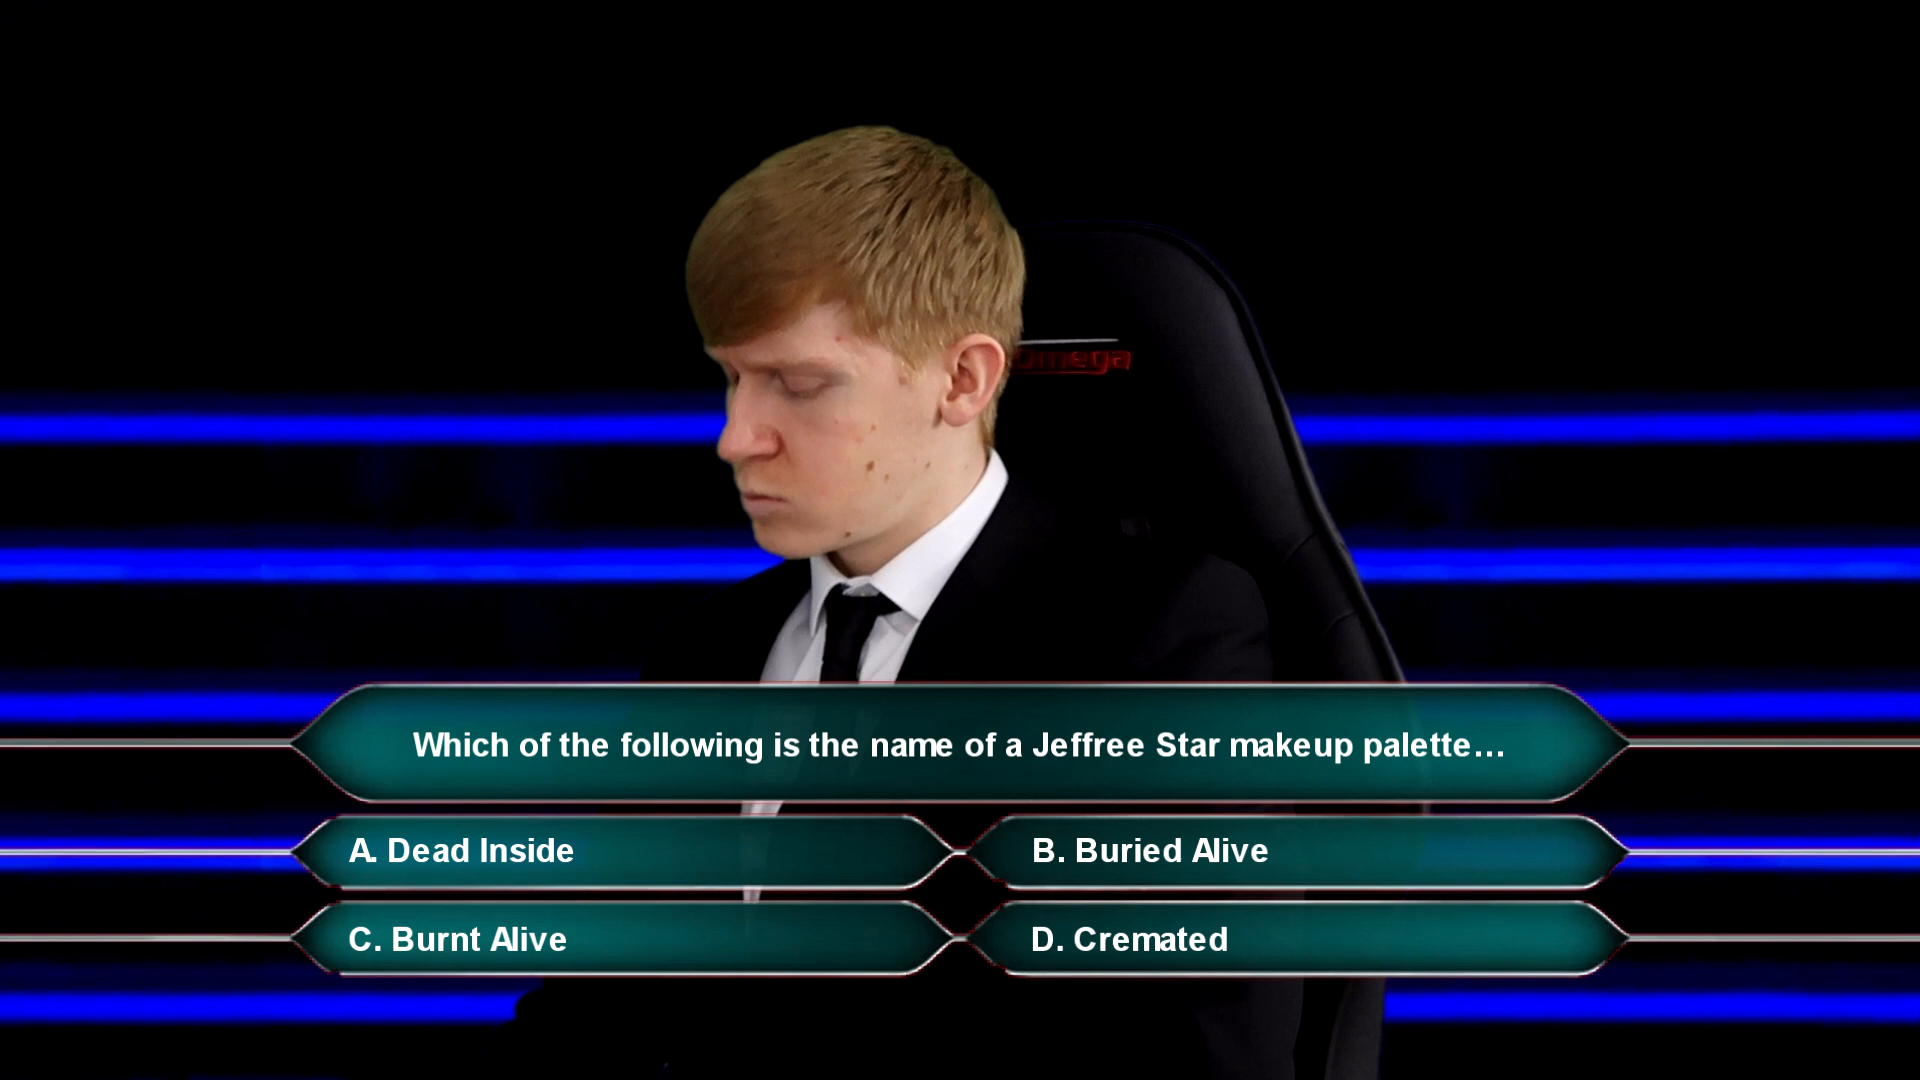 omega
Which of the following is the name of a Jeffree Star makeup palette...
A. Dead Inside
B. Buried Alive
C. Burnt Alive
D. Cremated